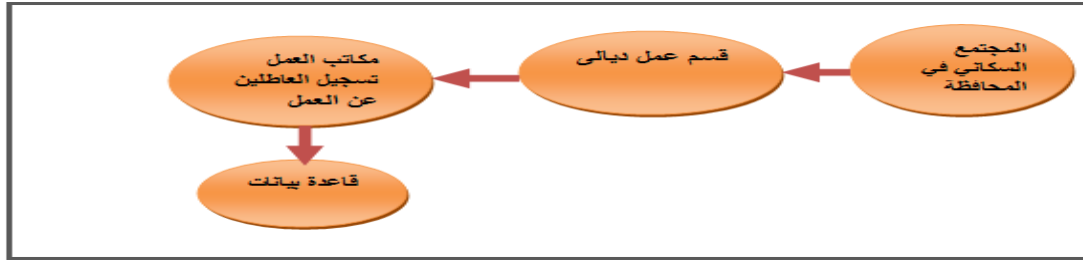 المجتمع
السكاني في
المحافظة
قسم عمل ديالى
مكاتب العمل
تسجيل العاطلين
عن العمل
قاعدة بيانات